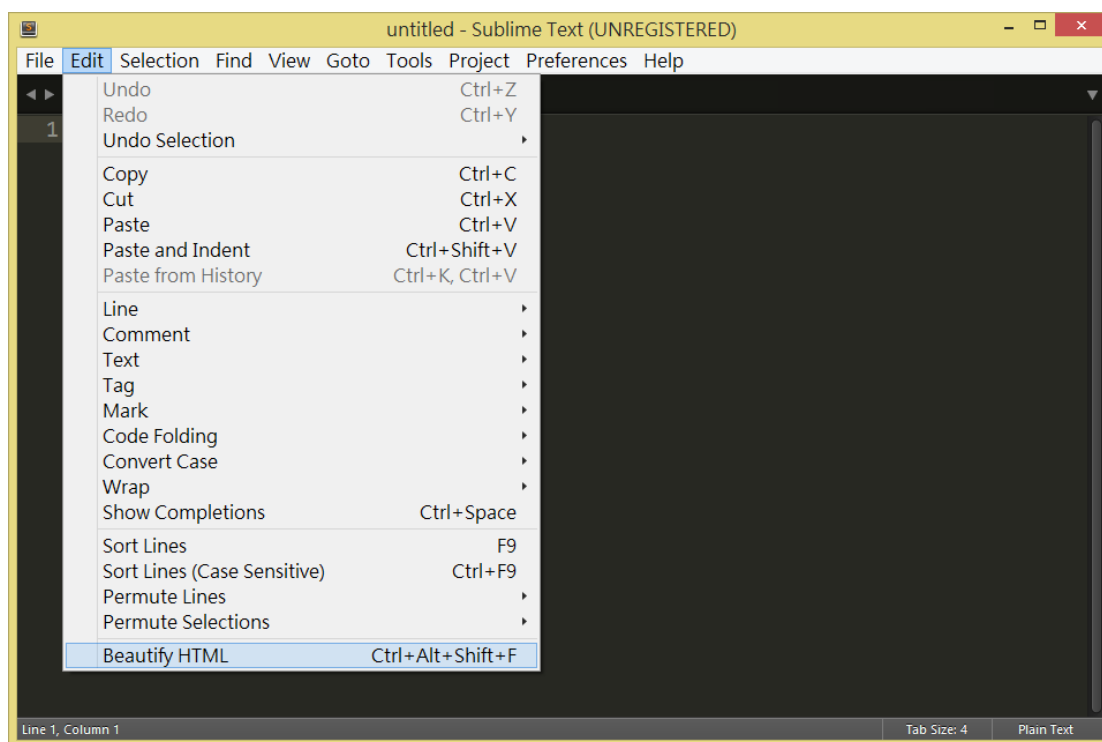 untitled - Sublime Text (UNREGISTERED)
File Edit Selection Find View Goto Tools Project Preferences Help
Undo Ctrl+Z
Redo Ctrl+Y
Undo Selection
Copy Ctrl+C
Cut Ctrl+X
Paste Ctrl+V
Paste and Indent Ctrl+Shift+V
Paste from History Ctrl+K, Ctrl+V
Line
Comment
Text
Tag
Mark
Code Folding
Convert Case
Wrap
Show Completions Ctrl+Space
Sort Lines F9
Sort Lines (Case Sensitive) Ctrl+F9
Permute Lines
Permute Selections
Beautify HTML Ctrl+Alt+Shift+F
1
Line 1, Column 1 Tab Size: 4 Plain Text